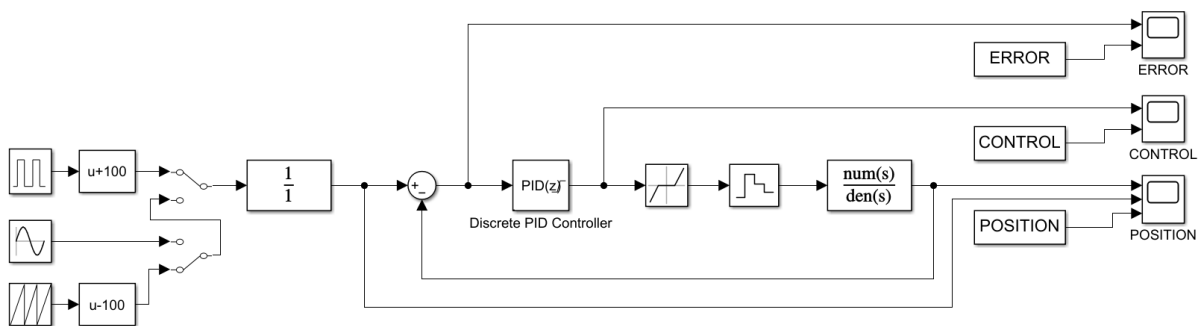 ERROR
ERROR
CONTROL
CONTROL
u+100
1
1
+
−
PID(z)
Discrete PID Controller
num(s)
den(s)
POSITION
POSITION
u-100